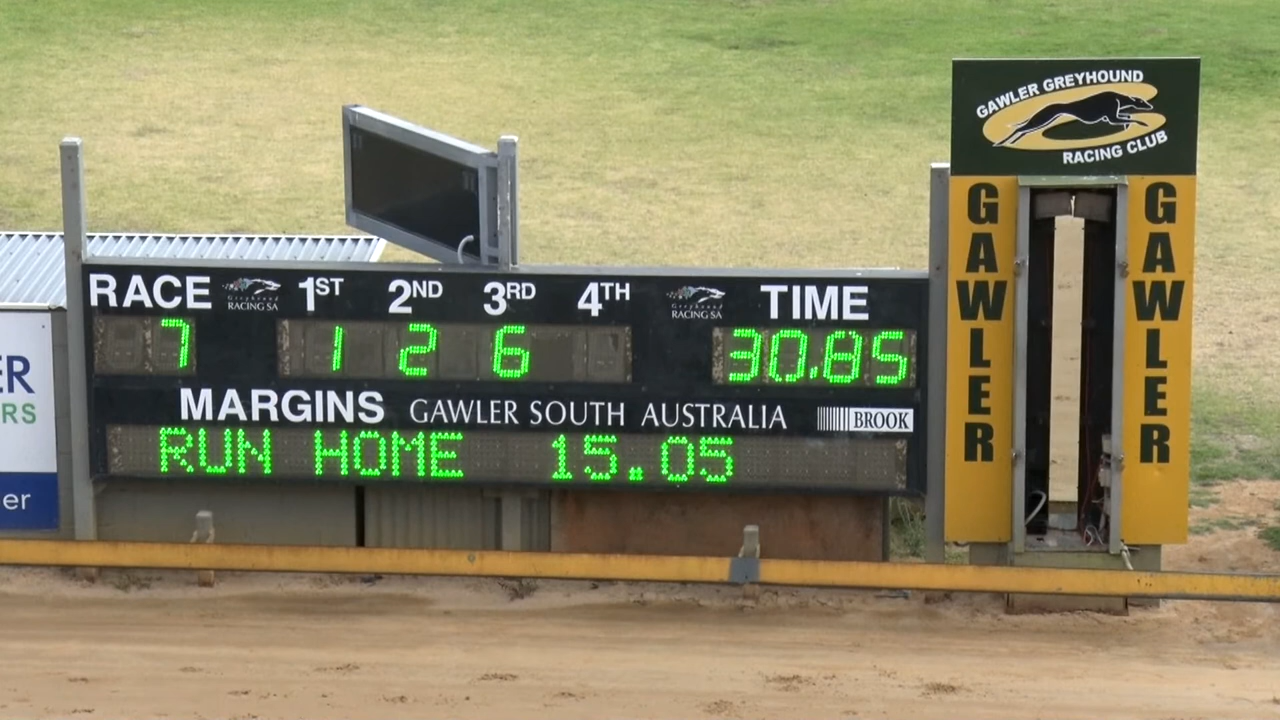 GAWLER GREYHOUND
RACING CLUB
GAWLER
GAWLER
RACE
Greyhound
RACING SA
1ST 2ND 3RD 4TH
Greyhound
RACING SA
TIME
7 1 2 6 30.85
MARGINS GAWLER SOUTH AUSTRALIA BROOK
RUN HOME 15.05
ER
RS
er